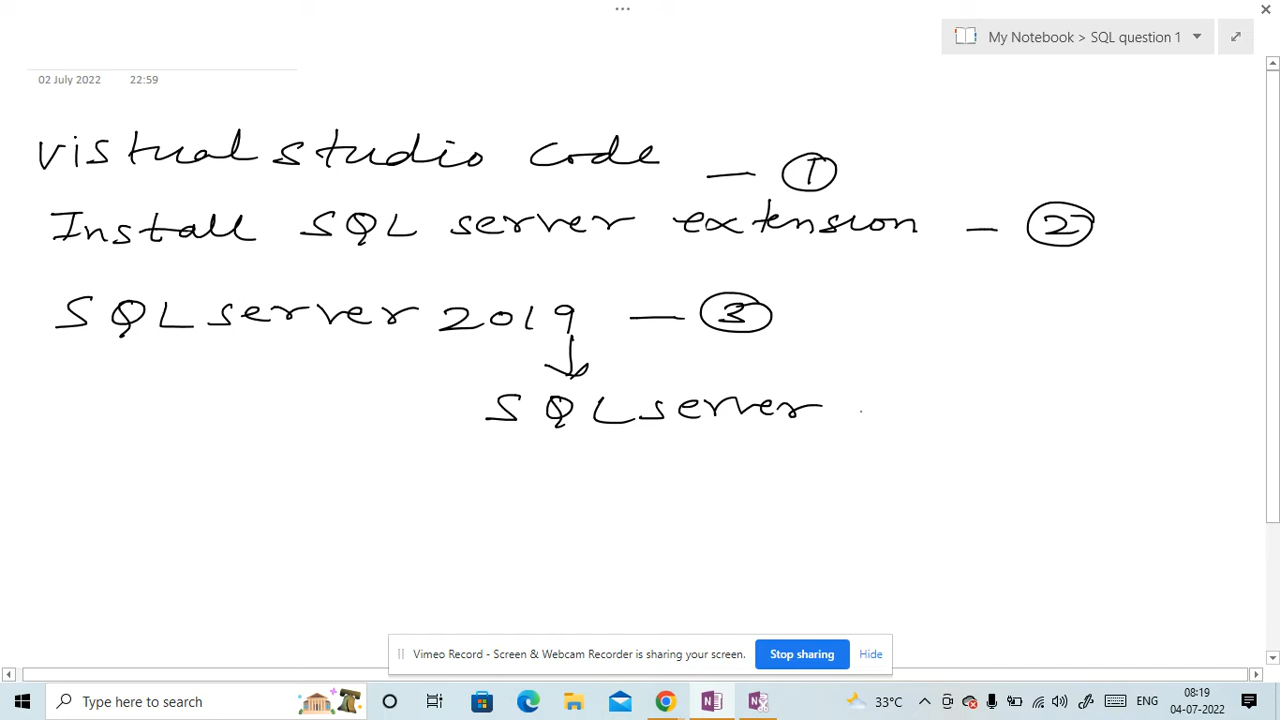 ...
My Notebook > SQL question 1
02 July 2022 22:59
Vistual studio code — ①
Install SQL server extension — ②
SQL server 2019 — ③
SQL server
Vimeo Record - Screen & Webcam Recorder is sharing your screen. Stop sharing Hide
Type here to search
33°C
ENG
08:19
04-07-2022